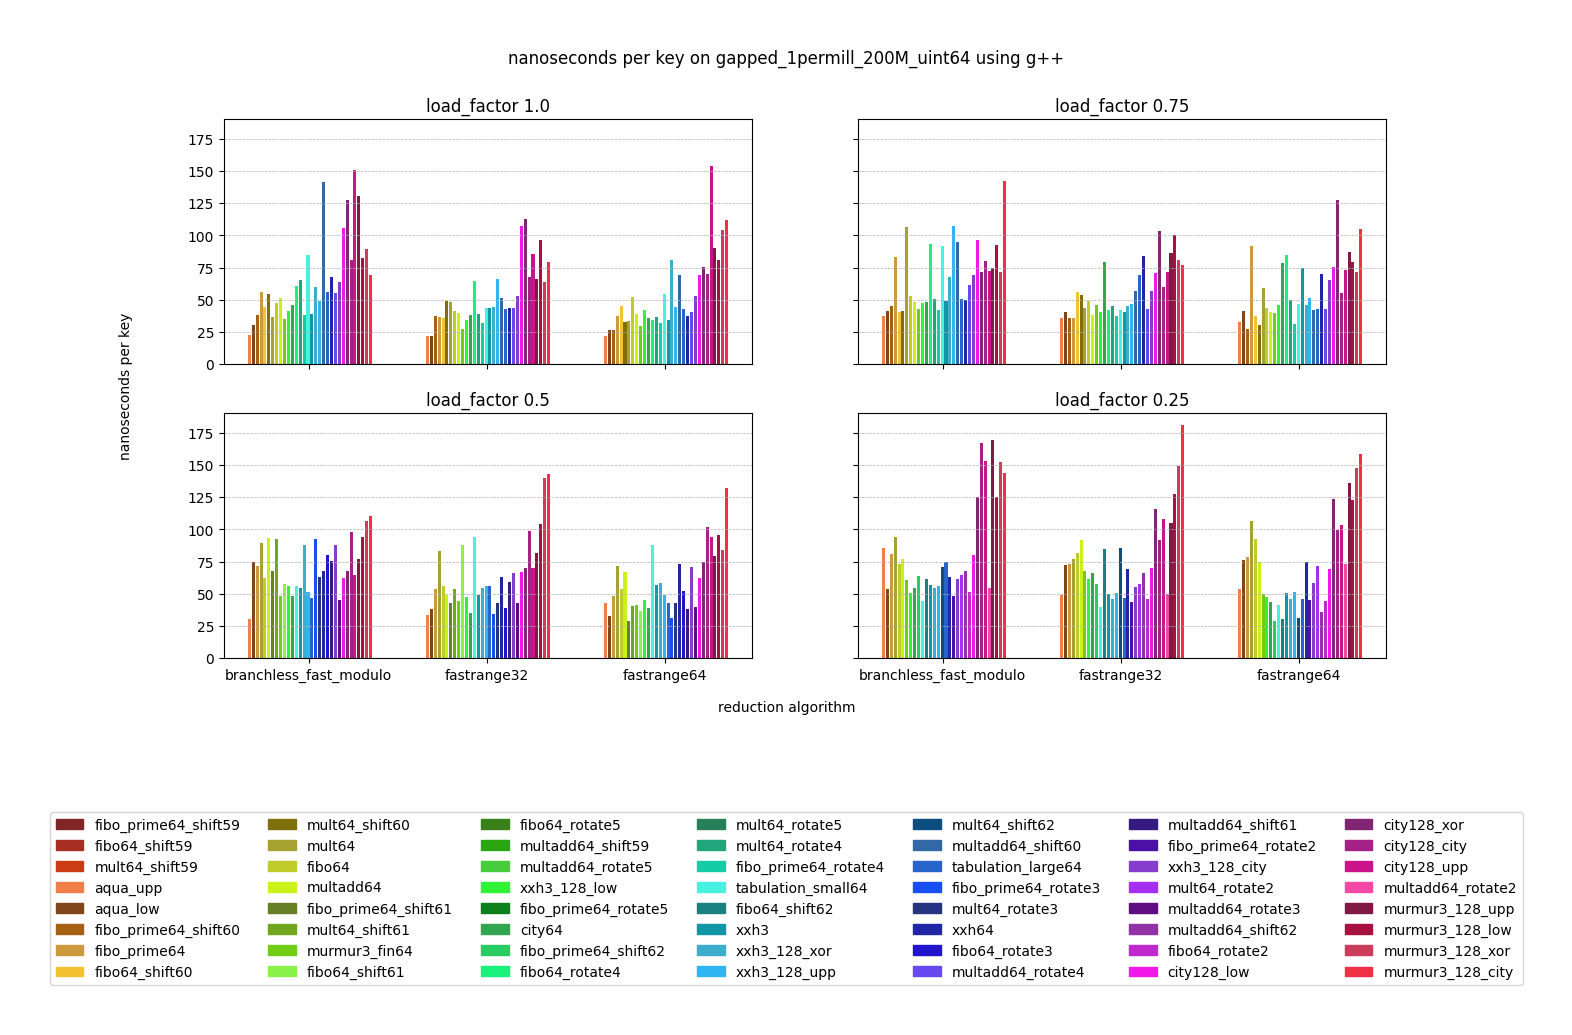 nanoseconds per key on gapped_1permill_200M_uint64 using g++
load_factor 1.0
load_factor 0.75
175
150
125
100
75
50
25
0
nanoseconds per key
load_factor 0.5
load_factor 0.25
175
150
125
100
75
50
25
0
branchless_fast_modulo fastrange32 fastrange64
branchless_fast_modulo fastrange32 fastrange64
reduction algorithm
fibo_prime64_shift59 mult64_shift60 fibo64_rotate5 mult64_rotate5 mult64_shift62 multadd64_shift61 city128_xor
fibo64_shift59 mult64 multadd64_shift59 mult64_rotate4 multadd64_shift60 fibo_prime64_rotate2 city128_city
mult64_shift59 fibo64 multadd64_rotate5 fibo_prime64_rotate4 tabulation_large64 xxh3_128_city city128_upp
aqua_upp multadd64 xxh3_128_low tabulation_small64 fibo_prime64_rotate3 mult64_rotate2 multadd64_rotate2
aqua_low fibo_prime64_shift61 fibo_prime64_rotate5 fibo64_shift62 mult64_rotate3 multadd64_rotate3 murmur3_128_upp
fibo_prime64_shift60 mult64_shift61 city64 xxh3 xxh64 multadd64_shift62 murmur3_128_low
fibo_prime64 murmur3_fin64 fibo_prime64_shift62 xxh3_128_xor fibo64_rotate3 fibo64_rotate2 murmur3_128_xor
fibo64_shift60 fibo64_shift61 fibo64_rotate4 xxh3_128_upp multadd64_rotate4 city128_low murmur3_128_city